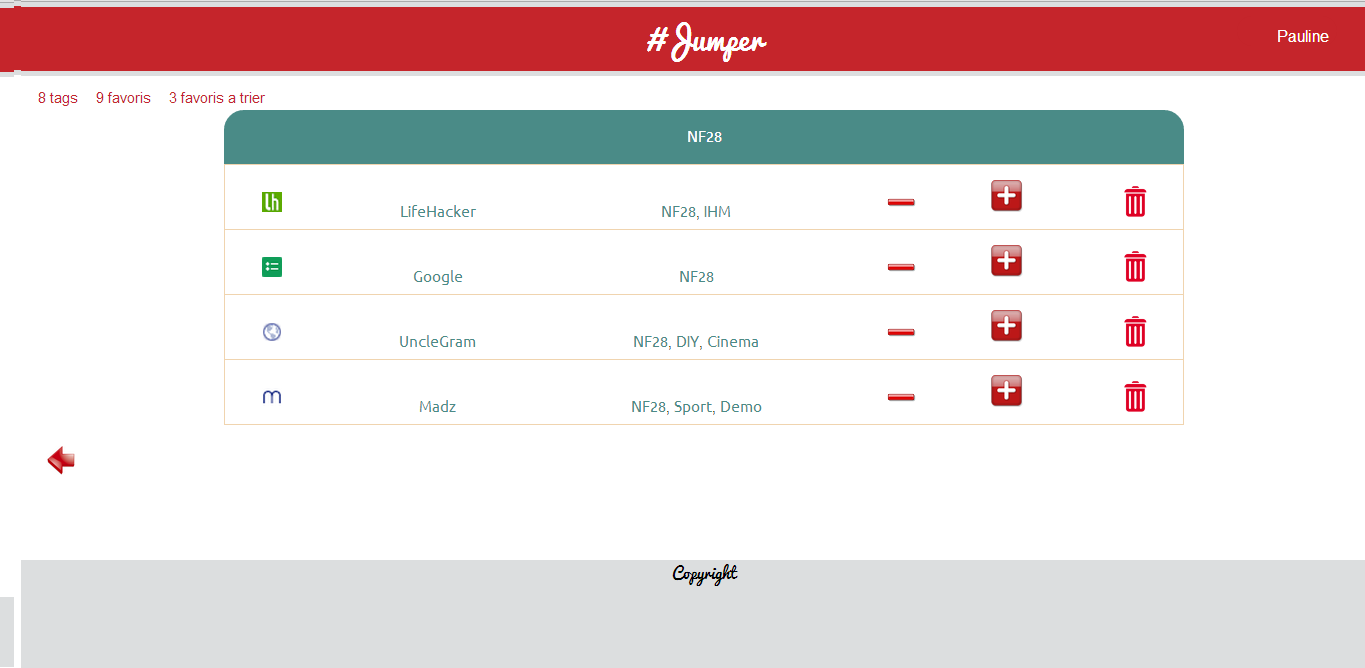 #Jumper
Pauline
8 tags 9 favoris 3 favoris a trier
NF28
lh LifeHacker NF28, IHM
Google NF28
UncleGram NF28, DIY, Cinema
m Madz NF28, Sport, Demo
Copyright